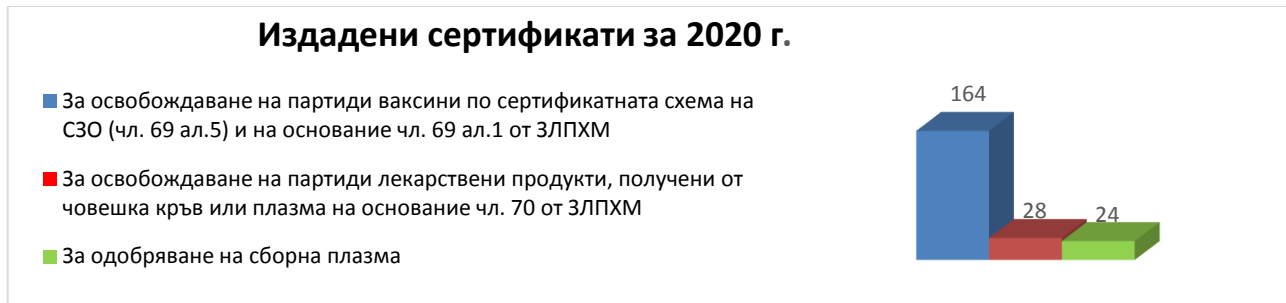 Издадени сертификати за 2020 г.
За освобождаване на партиди ваксини по сертификатната схема на
СЗО (чл. 69 ал.5) и на основание чл. 69 ал.1 от ЗЛПХМ
За освобождаване на партиди лекарствени продукти, получени от
човешка кръв или плазма на основание чл. 70 от ЗЛПХМ
За одобряване на сборна плазма
164
28
24